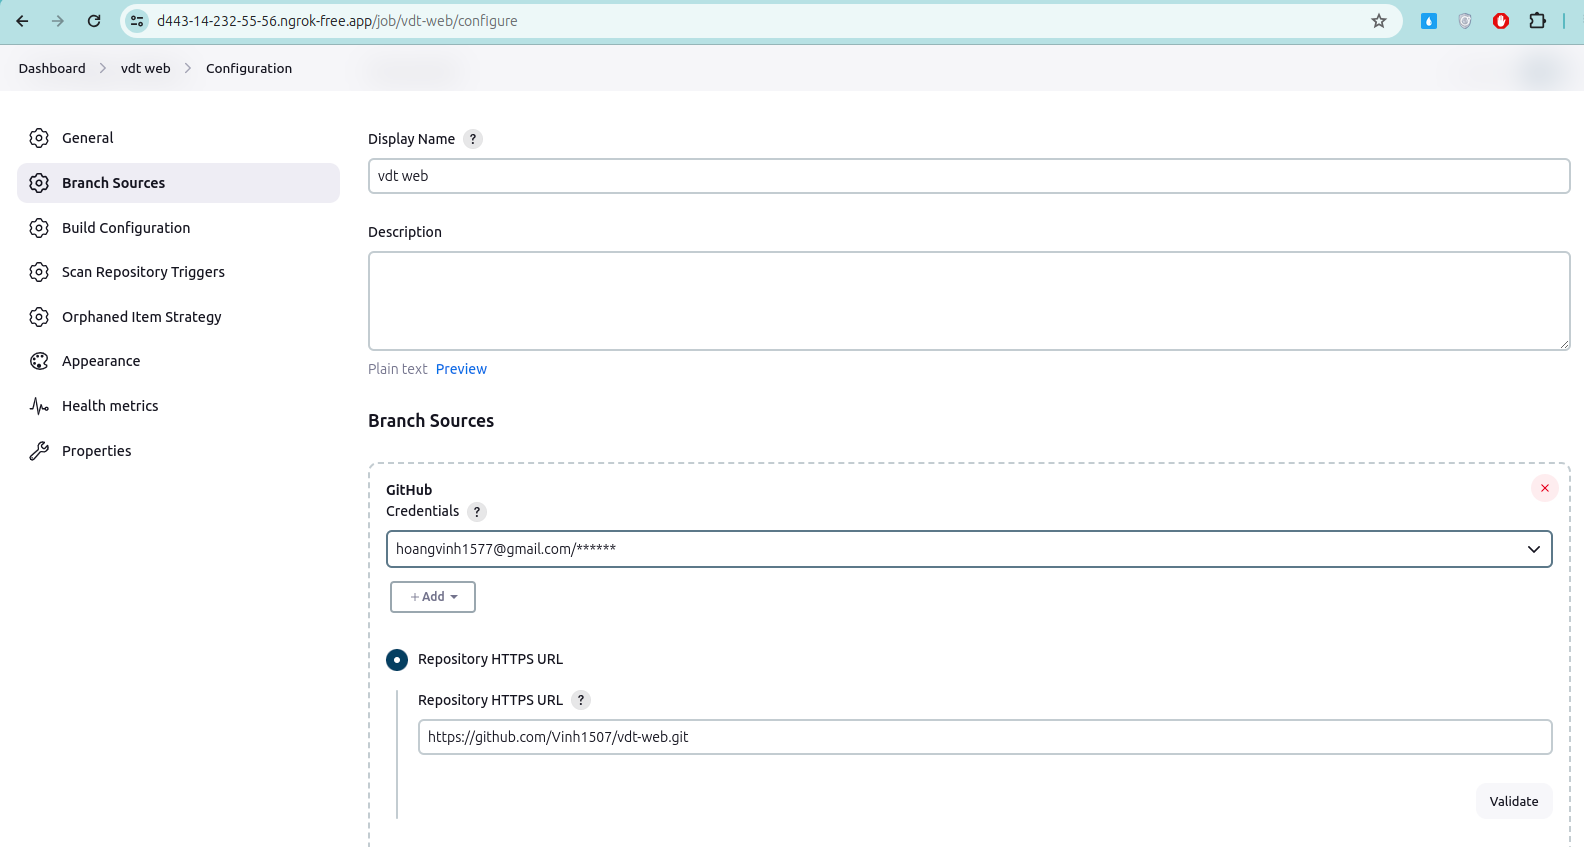 d443-14-232-55-56.ngrok-free.app/job/vdt-web/configure
Dashboard > vdt web > Configuration
General
Branch Sources
Build Configuration
Scan Repository Triggers
Orphaned Item Strategy
Appearance
Health metrics
Properties
Display Name ?
vdt web
Description
Plain text Preview
Branch Sources
GitHub
Credentials ?
hoangvinh1577@gmail.com/******
+ Add
Repository HTTPS URL
Repository HTTPS URL ?
https://github.com/Vinh1507/vdt-web.git
Validate